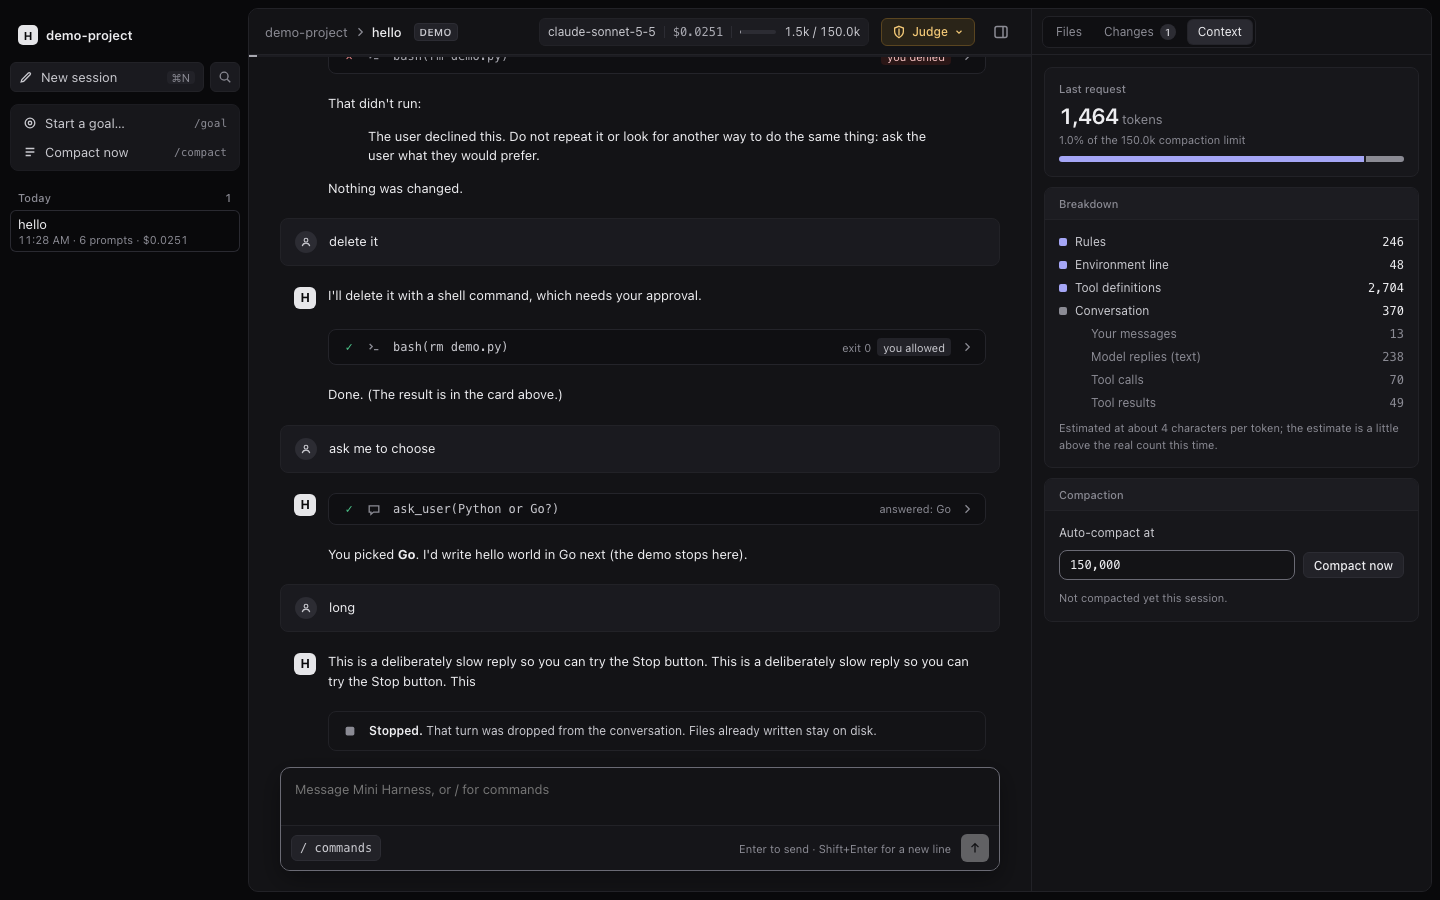 H demo-project
New session ⌘N
Start a goal... /goal
Compact now /compact
Today 1
hello
11:28 AM · 6 prompts · $0.0251
demo-project > hello DEMO
claude-sonnet-5-5 $0.0251 1.5k / 150.0k
Judge
bash(rm demo.py) you denied
That didn't run:
The user declined this. Do not repeat it or look for another way to do the same thing: ask the
user what they would prefer.
Nothing was changed.
delete it
H I'll delete it with a shell command, which needs your approval.
✓ bash(rm demo.py) exit 0 you allowed
Done. (The result is in the card above.)
ask me to choose
H ✓ ask_user(Python or Go?) answered: Go
You picked Go. I'd write hello world in Go next (the demo stops here).
long
H This is a deliberately slow reply so you can try the Stop button. This is a deliberately slow reply so you can
try the Stop button. This
Stopped. That turn was dropped from the conversation. Files already written stay on disk.
Message Mini Harness, or / for commands
/ commands Enter to send · Shift+Enter for a new line
Files Changes 1 Context
Last request
1,464 tokens
1.0% of the 150.0k compaction limit
Breakdown
Rules 246
Environment line 48
Tool definitions 2,704
Conversation 370
Your messages 13
Model replies (text) 238
Tool calls 70
Tool results 49
Estimated at about 4 characters per token; the estimate is a little
above the real count this time.
Compaction
Auto-compact at
150,000 Compact now
Not compacted yet this session.